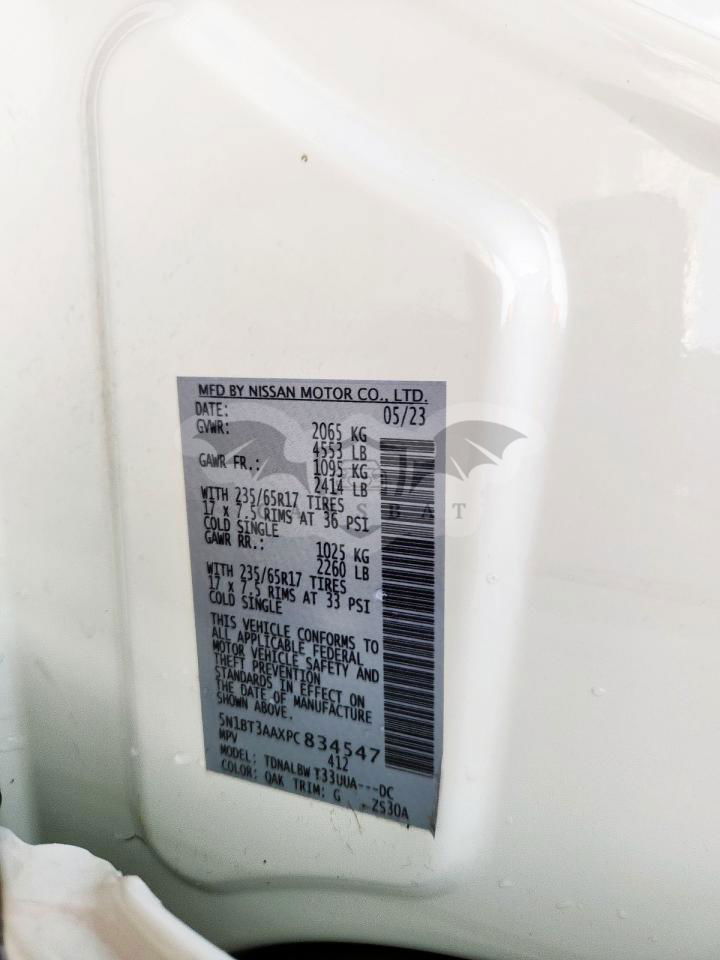 MFD BY NISSAN MOTOR CO., LTD.
DATE: 05/23
GVWR: 2065 KG
4553 LB
GAWR FR.: 1095 KG
2414 LB
WITH 235/65R17 TIRES
17 x 7.5 RIMS AT 36 PSI
COLD SINGLE
GAWR RR.: 1025 KG
2260 LB
WITH 235/65R17 TIRES
17 x 7.5 RIMS AT 33 PSI
COLD SINGLE
THIS VEHICLE CONFORMS TO
ALL APPLICABLE FEDERAL
MOTOR VEHICLE SAFETY AND
THEFT PREVENTION
STANDARDS IN EFFECT ON
THE DATE OF MANUFACTURE
SHOWN ABOVE.
5N1BT3AAXPC834547
MPV 412
MODEL: TDNALBW T33UUA---DC
COLOR: QAK TRIM: G ZS30A